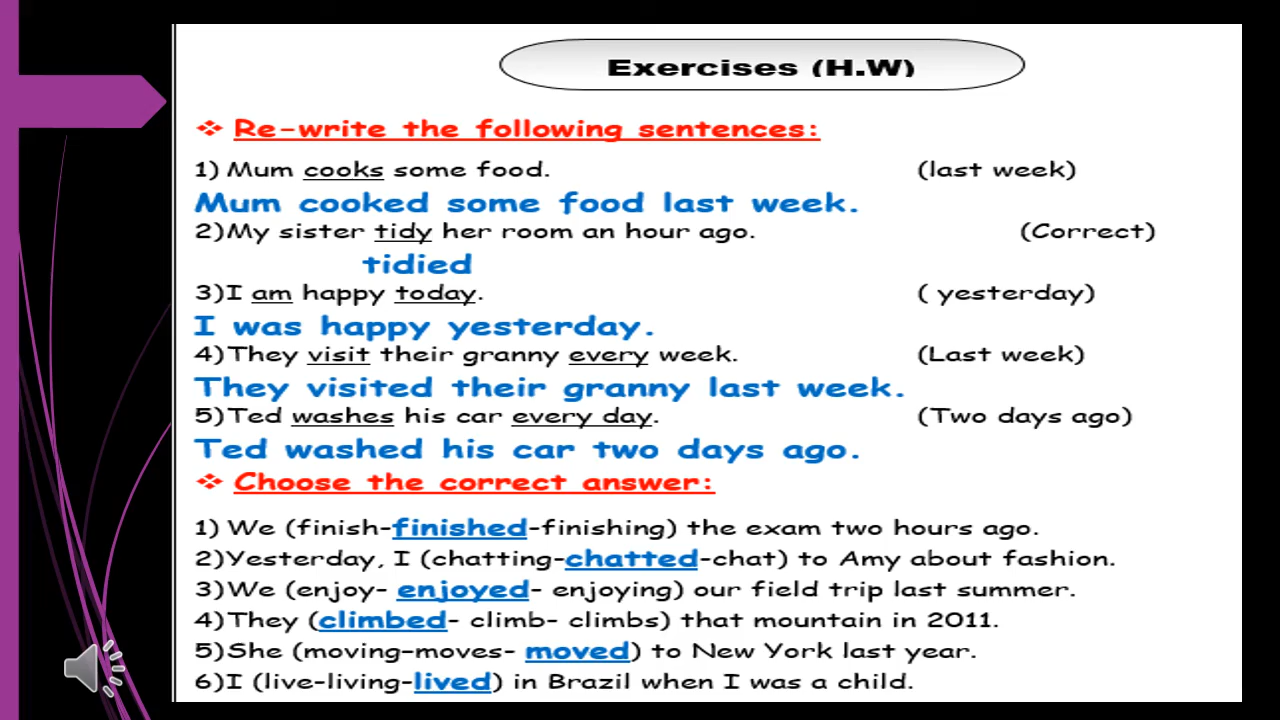 Exercises (H.W)
❖ Re-write the following sentences:
1) Mum cooks some food. (last week)
Mum cooked some food last week.
2)My sister tidy her room an hour ago. (Correct)
tidied
3)I am happy today. ( yesterday)
I was happy yesterday.
4)They visit their granny every week. (Last week)
They visited their granny last week.
5)Ted washes his car every day. (Two days ago)
Ted washed his car two days ago.
❖ Choose the correct answer:
1) We (finish-finished-finishing) the exam two hours ago.
2)Yesterday, I (chatting-chatted-chat) to Amy about fashion.
3)We (enjoy- enjoyed- enjoying) our field trip last summer.
4)They (climbed- climb- climbs) that mountain in 2011.
5)She (moving-moves- moved) to New York last year.
6)I (live-living-lived) in Brazil when I was a child.